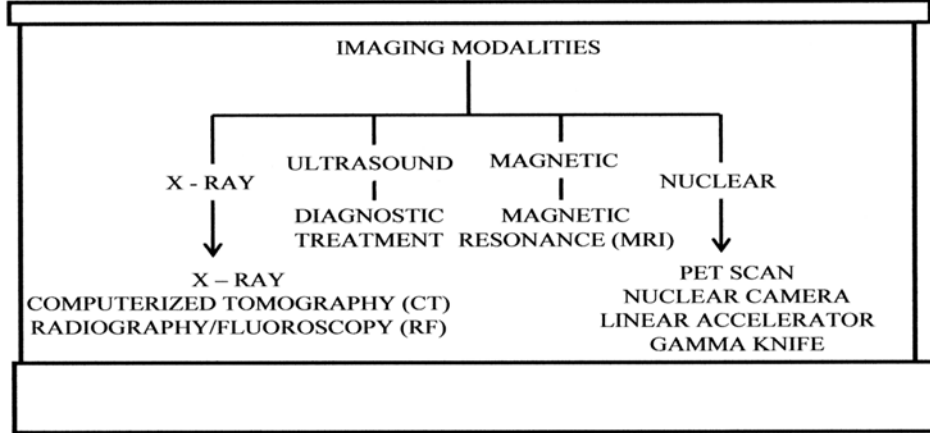 IMAGING MODALITIES
X - RAY
ULTRASOUND
MAGNETIC
NUCLEAR
DIAGNOSTIC
TREATMENT
MAGNETIC
RESONANCE (MRI)
X – RAY
COMPUTERIZED TOMOGRAPHY (CT)
RADIOGRAPHY/FLUOROSCOPY (RF)
PET SCAN
NUCLEAR CAMERA
LINEAR ACCELERATOR
GAMMA KNIFE